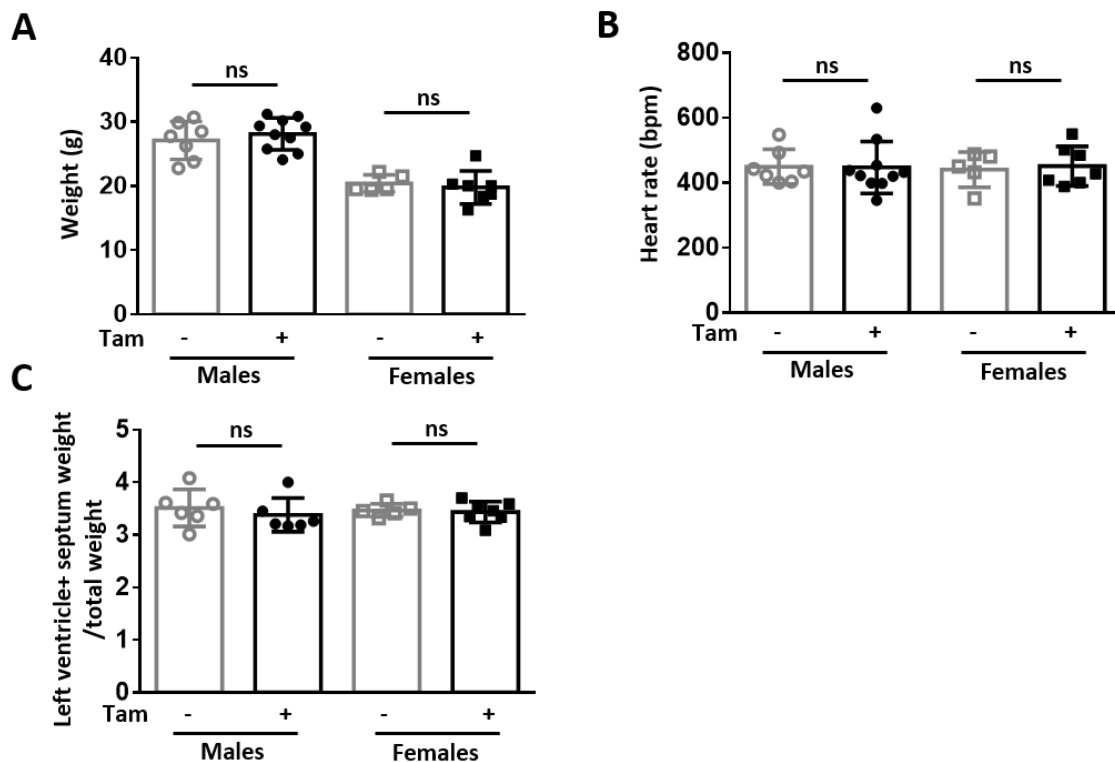 A
Weight (g)
40
30
20
10
0
ns
ns
Tam - + - +
Males Females
B
Heart rate (bpm)
800
600
400
200
0
ns
ns
Tam - + - +
Males Females
C
Left ventricle+ septum weight
/total weight
5
4
3
2
1
0
ns
ns
Tam - + - +
Males Females